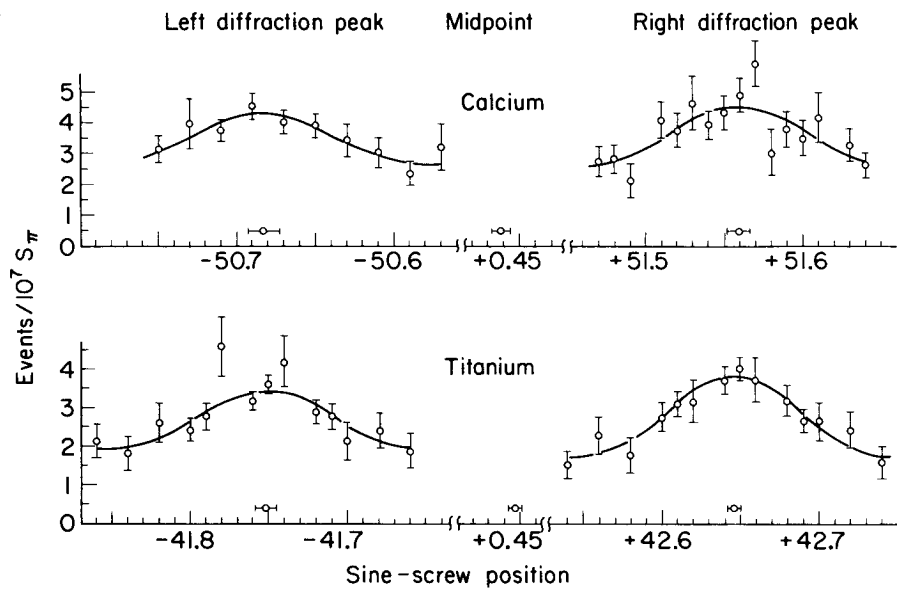 Left diffraction peak Midpoint Right diffraction peak
Calcium
5
4
3
2
1
0
−50.7 −50.6 +0.45 +51.5 +51.6
Events/10⁷ Sπ
Titanium
4
3
2
1
0
−41.8 −41.7 +0.45 +42.6 +42.7
Sine-screw position